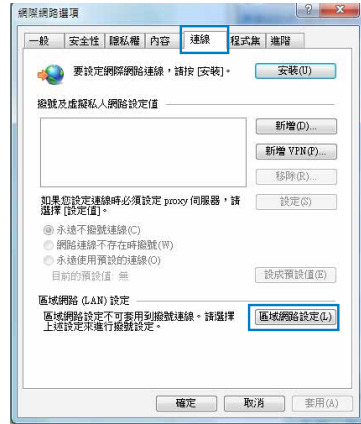 網際網路選項
一般 安全性 隱私權 內容 連線 程式集 進階
要設定網際網路連線，請按 [安裝]。
安裝(U)
撥號及虛擬私人網路設定值
新增(D)...
新增 VPN(P)...
移除(R)...
如果您設定連線時必須設定 proxy 伺服器，請
選擇 [設定值]。
設定(S)
永遠不撥號連線(C)
網路連線不存在時撥號(W)
永遠使用預設的連線(O)
目前的預設值: 無
設成預設值(E)
區域網路 (LAN) 設定
區域網路設定不可套用到撥號連線。請選擇
上述設定來進行撥號設定。
區域網路設定(L)
確定 取消 套用(A)